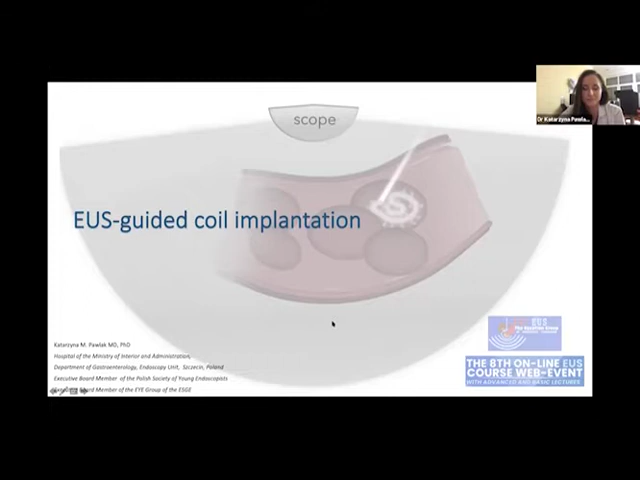 Dr Katarzyna Pawla...
scope
EUS-guided coil implantation
Katarzyna M. Pawlak MD, PhD
Hospital of the Ministry of Interior and Administration,
Department of Gastroenterology, Endoscopy Unit, Szczecin, Poland
Executive Board Member of the Polish Society of Young Endoscopists
Board Member of the EYE Group of the ESGE
EUS
THE 8TH ON-LINE EUS
COURSE WEB-EVENT
WITH ADVANCED AND BASIC LECTURES